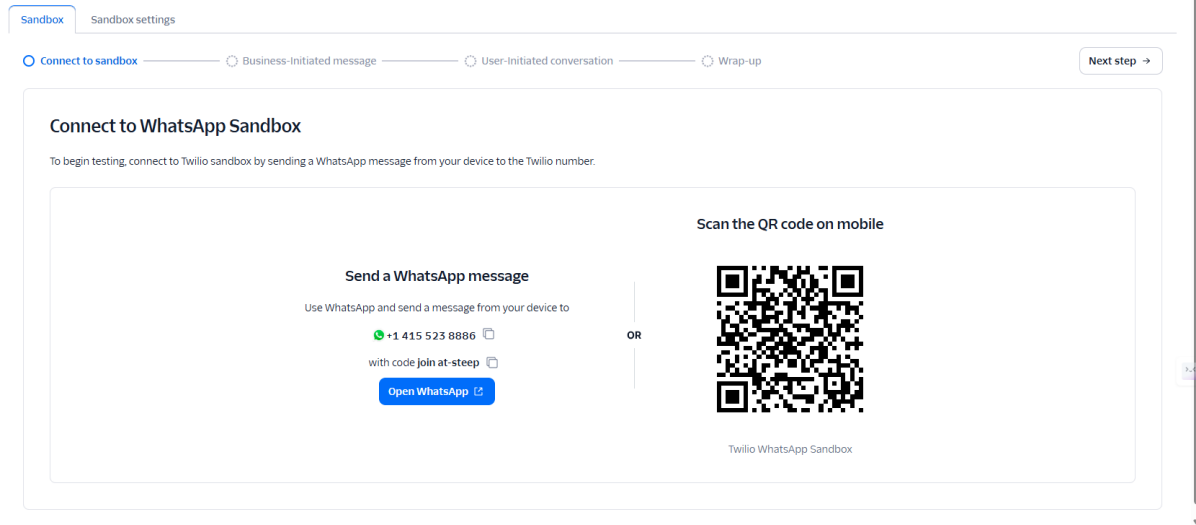 Sandbox
Sandbox settings
Connect to sandbox
Business-Initiated message
User-Initiated conversation
Wrap-up
Next step →
Connect to WhatsApp Sandbox
To begin testing, connect to Twilio sandbox by sending a WhatsApp message from your device to the Twilio number.
Send a WhatsApp message
Use WhatsApp and send a message from your device to
+1 415 523 8886
with code join at-steep
Open WhatsApp
OR
Scan the QR code on mobile
Twilio WhatsApp Sandbox